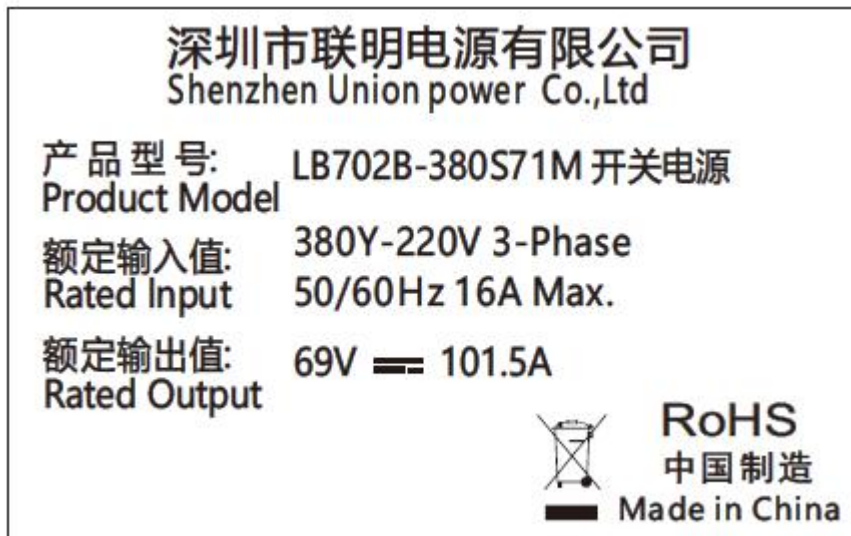 深圳市联明电源有限公司
Shenzhen Union power Co.,Ltd
产品型号: LB702B-380S71M 开关电源
Product Model
额定输入值: 380Y-220V 3-Phase
Rated Input 50/60Hz 16A Max.
额定输出值: 69V ⎓ 101.5A
Rated Output
RoHS
中国制造
Made in China